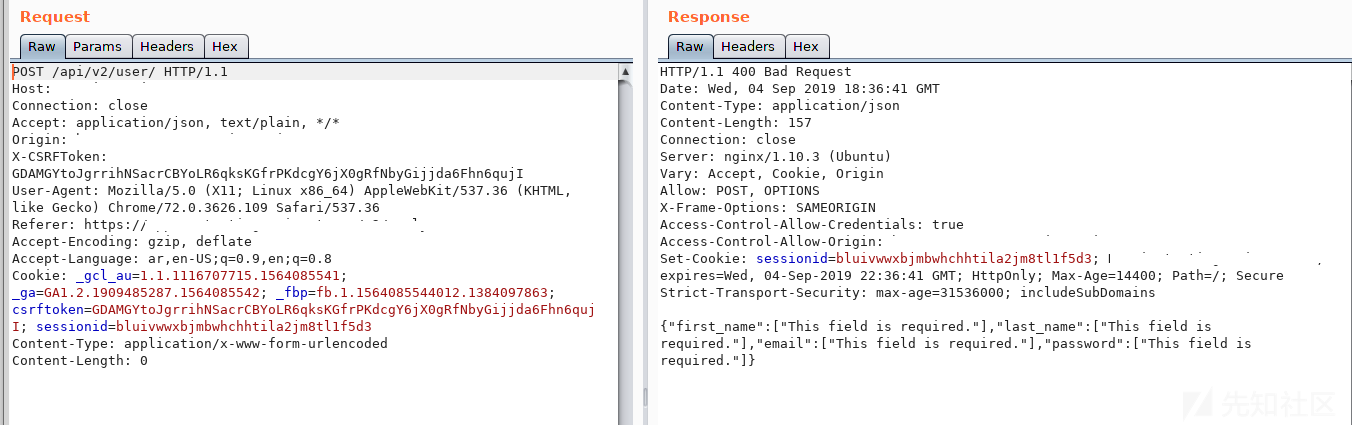 Request
Raw
Params
Headers
Hex
POST /api/v2/user/ HTTP/1.1
Host:
Connection: close
Accept: application/json, text/plain, */*
Origin:
X-CSRFToken:
GDAMGYtoJgrrihNSacrCBYoLR6qksKGfrPKdcgY6jX0gRfNbyGijjda6Fhn6qujI
User-Agent: Mozilla/5.0 (X11; Linux x86_64) AppleWebKit/537.36 (KHTML,
like Gecko) Chrome/72.0.3626.109 Safari/537.36
Referer: https://
Accept-Encoding: gzip, deflate
Accept-Language: ar,en-US;q=0.9,en;q=0.8
Cookie: _gcl_au=1.1.1116707715.1564085541;
_ga=GA1.2.1909485287.1564085542; _fbp=fb.1.1564085544012.1384097863;
csrftoken=GDAMGYtoJgrrihNSacrCBYoLR6qksKGfrPKdcgY6jX0gRfNbyGijjda6Fhn6quj
I; sessionid=bluivwwxbjmbwhchhtila2jm8tl1f5d3
Content-Type: application/x-www-form-urlencoded
Content-Length: 0
Response
Raw
Headers
Hex
HTTP/1.1 400 Bad Request
Date: Wed, 04 Sep 2019 18:36:41 GMT
Content-Type: application/json
Content-Length: 157
Connection: close
Server: nginx/1.10.3 (Ubuntu)
Vary: Accept, Cookie, Origin
Allow: POST, OPTIONS
X-Frame-Options: SAMEORIGIN
Access-Control-Allow-Credentials: true
Access-Control-Allow-Origin:
Set-Cookie: sessionid=bluivwwxbjmbwhchhtila2jm8tl1f5d3;
expires=Wed, 04-Sep-2019 22:36:41 GMT; HttpOnly; Max-Age=14400; Path=/; Secure
Strict-Transport-Security: max-age=31536000; includeSubDomains
{"first_name":["This field is required."],"last_name":["This field is
required."],"email":["This field is required."],"password":["This field is
required."]}
先知社区